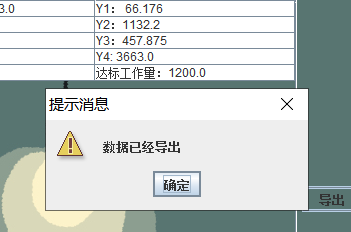 3.0
Y1： 66.176
Y2：1132.2
Y3：457.875
Y4: 3663.0
达标工作量：1200.0
提示消息
数据已经导出
确定
导出